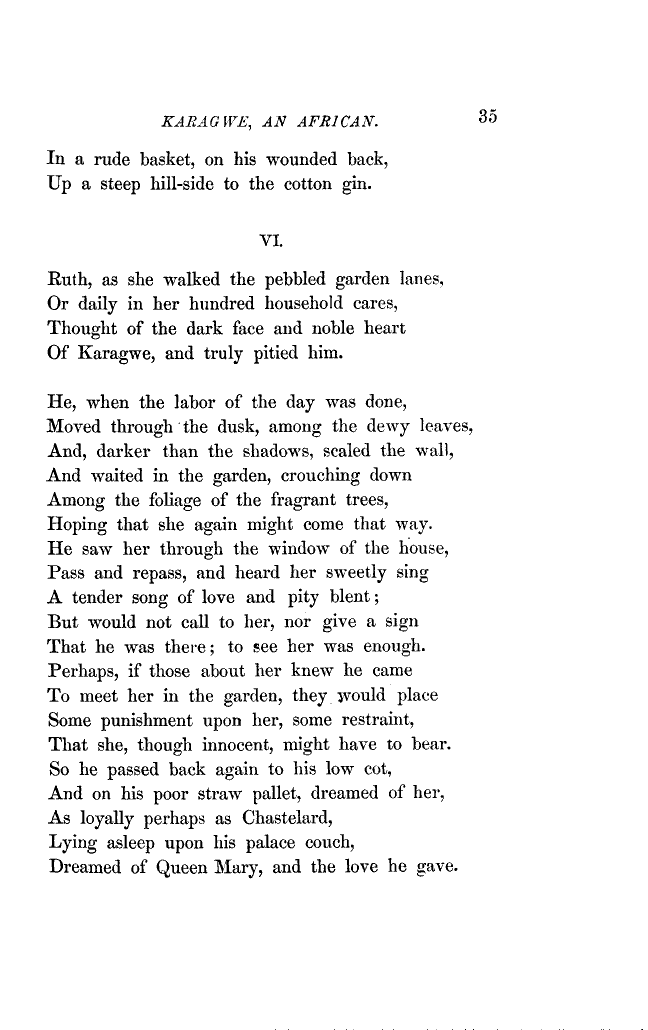 KARAGWE, AN AFRICAN. 35
In a rude basket, on his wounded back,
Up a steep hill-side to the cotton gin.
VI.
Ruth, as she walked the pebbled garden lanes,
Or daily in her hundred household cares,
Thought of the dark face and noble heart
Of Karagwe, and truly pitied him.
He, when the labor of the day was done,
Moved through the dusk, among the dewy leaves,
And, darker than the shadows, scaled the wall,
And waited in the garden, crouching down
Among the foliage of the fragrant trees,
Hoping that she again might come that way.
He saw her through the window of the house,
Pass and repass, and heard her sweetly sing
A tender song of love and pity blent;
But would not call to her, nor give a sign
That he was there; to see her was enough.
Perhaps, if those about her knew he came
To meet her in the garden, they would place
Some punishment upon her, some restraint,
That she, though innocent, might have to bear.
So he passed back again to his low cot,
And on his poor straw pallet, dreamed of her,
As loyally perhaps as Chastelard,
Lying asleep upon his palace couch,
Dreamed of Queen Mary, and the love he gave.